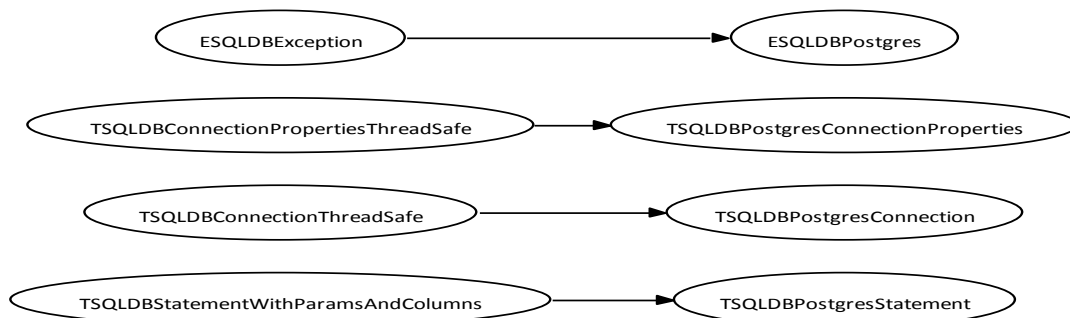 ESQLDBException ESQLDBPostgres
TSQLDBConnectionPropertiesThreadSafe TSQLDBPostgresConnectionProperties
TSQLDBConnectionThreadSafe TSQLDBPostgresConnection
TSQLDBStatementWithParamsAndColumns TSQLDBPostgresStatement